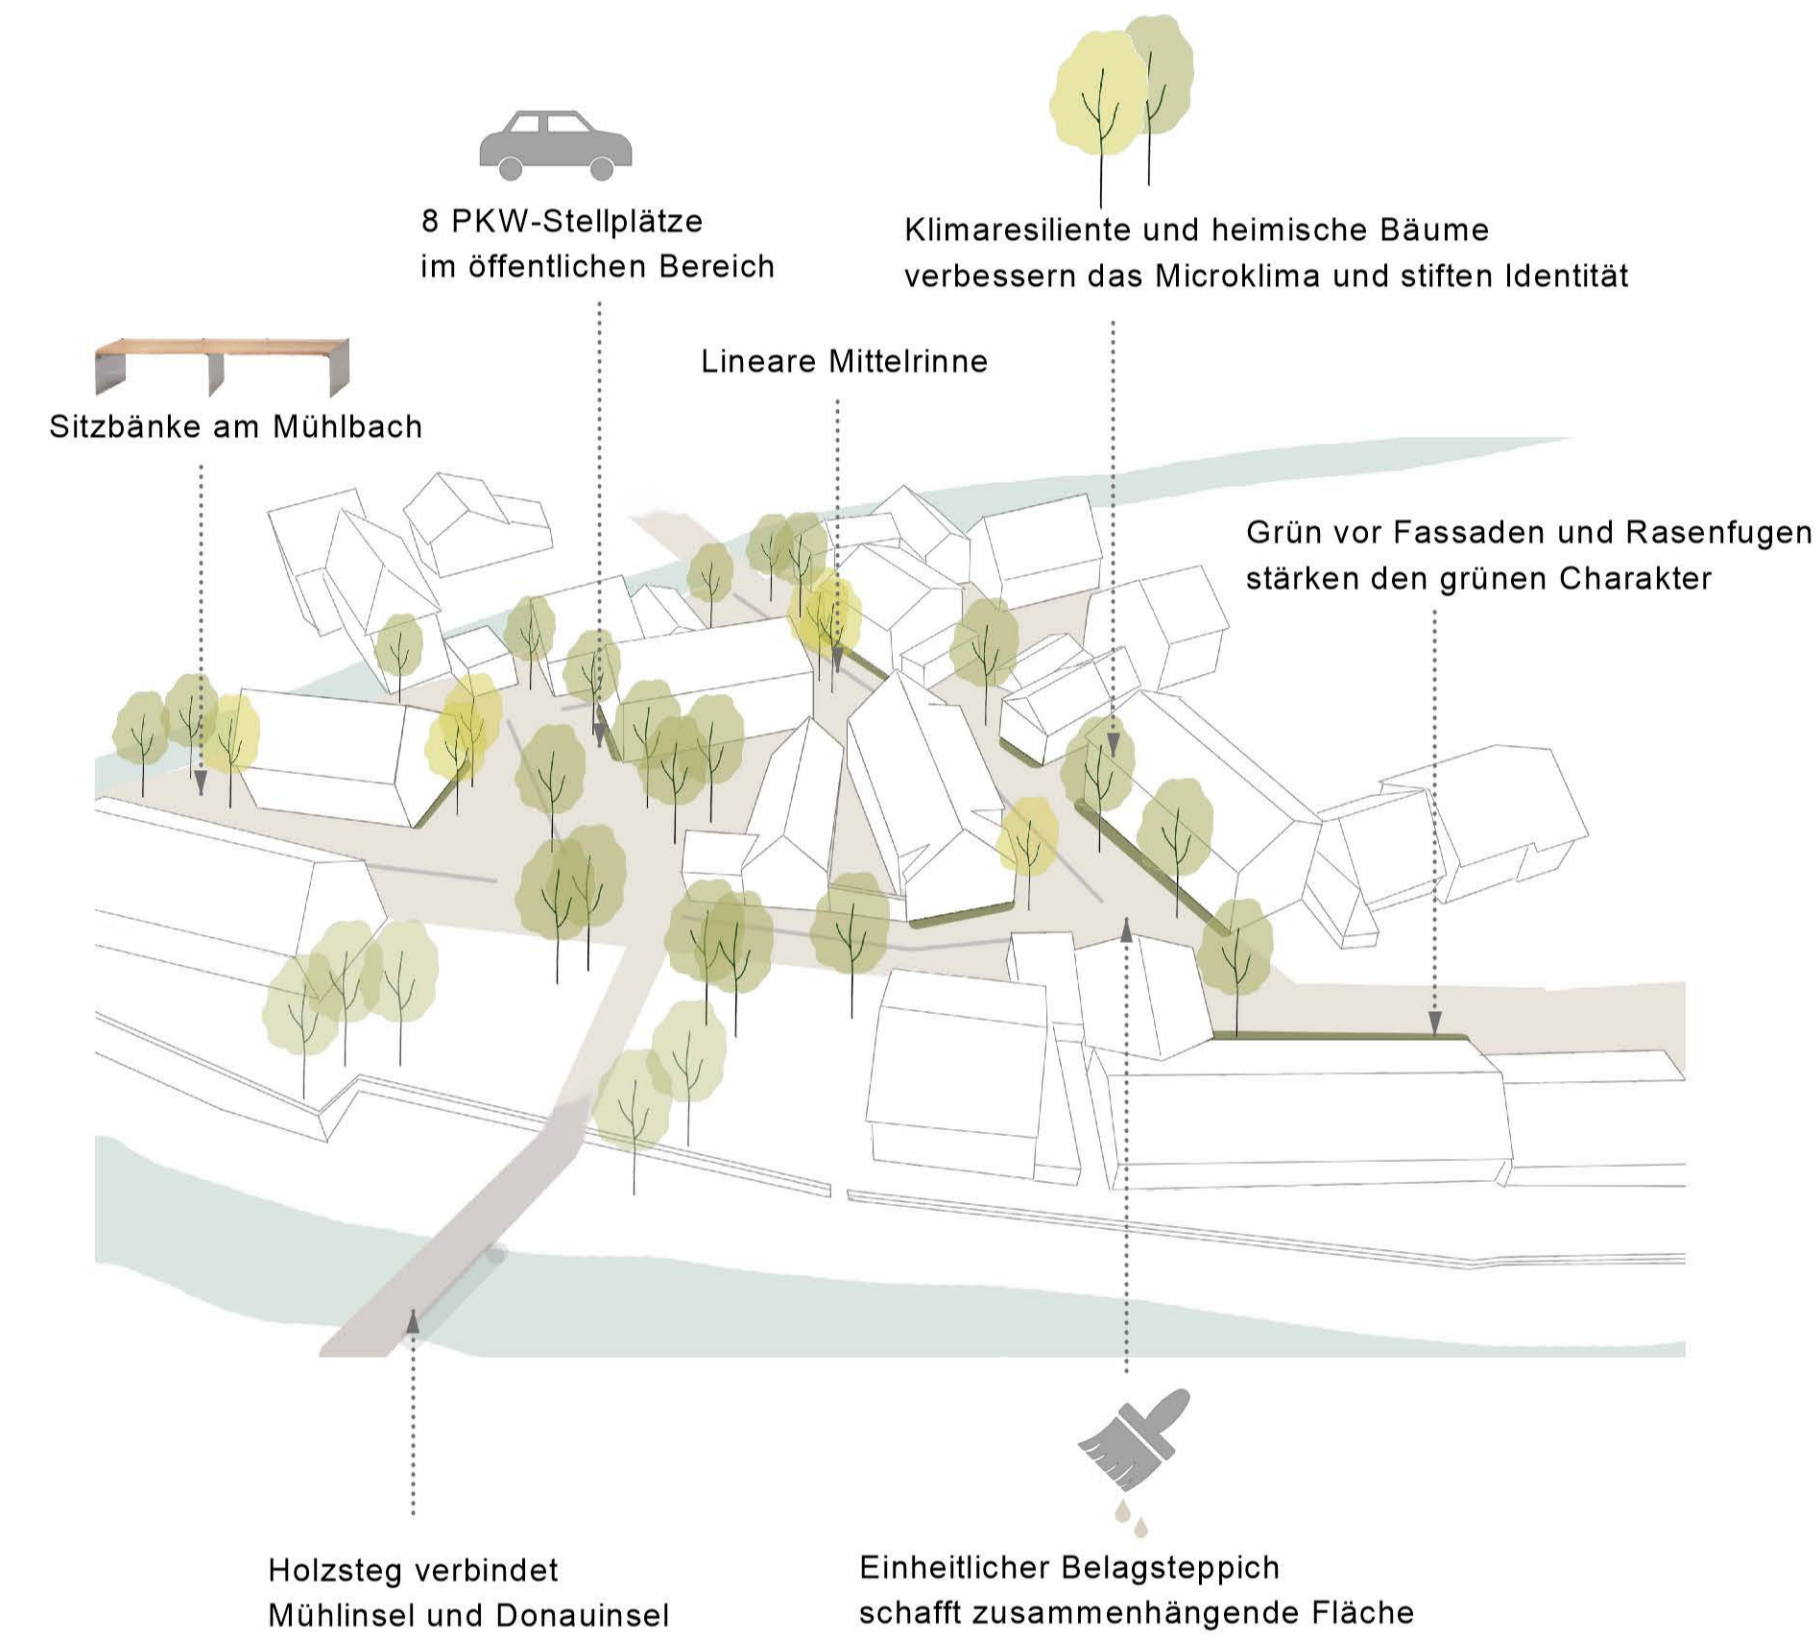 8 PKW-Stellplätze
im öffentlichen Bereich
Klimaresiliente und heimische Bäume
verbessern das Microklima und stiften Identität
Lineare Mittelrinne
Sitzbänke am Mühlbach
Grün vor Fassaden und Rasenfugen
stärken den grünen Charakter
Holzsteg verbindet
Mühlinsel und Donauinsel
Einheitlicher Belagsteppich
schafft zusammenhängende Fläche